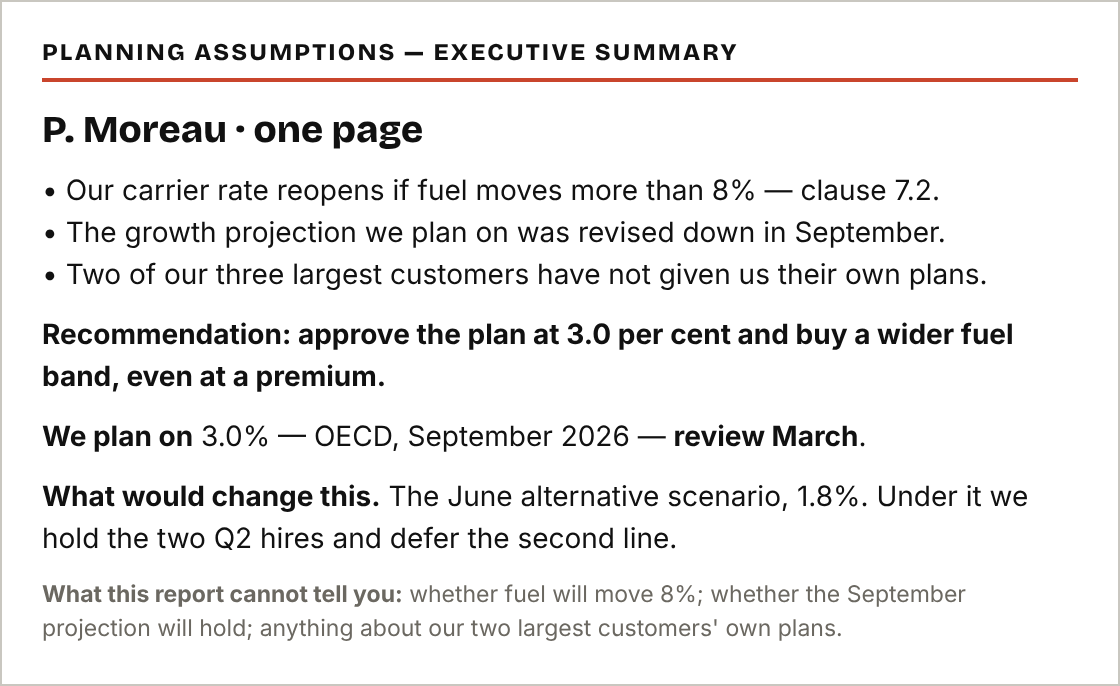 PLANNING ASSUMPTIONS — EXECUTIVE SUMMARY
P. Moreau · one page
• Our carrier rate reopens if fuel moves more than 8% — clause 7.2.
• The growth projection we plan on was revised down in September.
• Two of our three largest customers have not given us their own plans.
Recommendation: approve the plan at 3.0 per cent and buy a wider fuel
band, even at a premium.
We plan on 3.0% — OECD, September 2026 — review March.
What would change this. The June alternative scenario, 1.8%. Under it we
hold the two Q2 hires and defer the second line.
What this report cannot tell you: whether fuel will move 8%; whether the September
projection will hold; anything about our two largest customers' own plans.